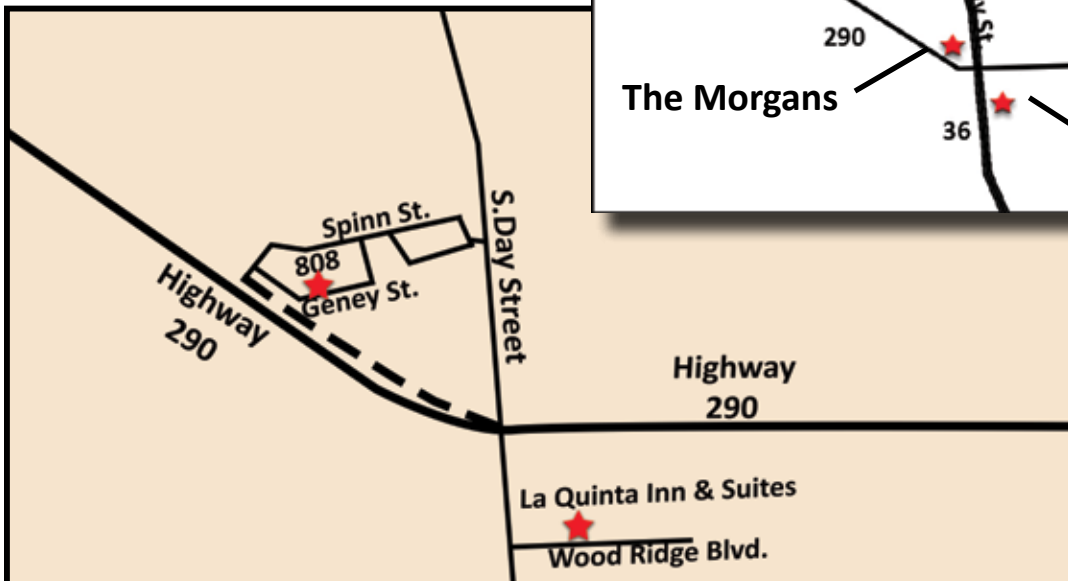 290
The Morgans
36
Spinn St.
808
Geney St.
Highway
290
S.Day Street
Highway
290
La Quinta Inn & Suites
Wood Ridge Blvd.